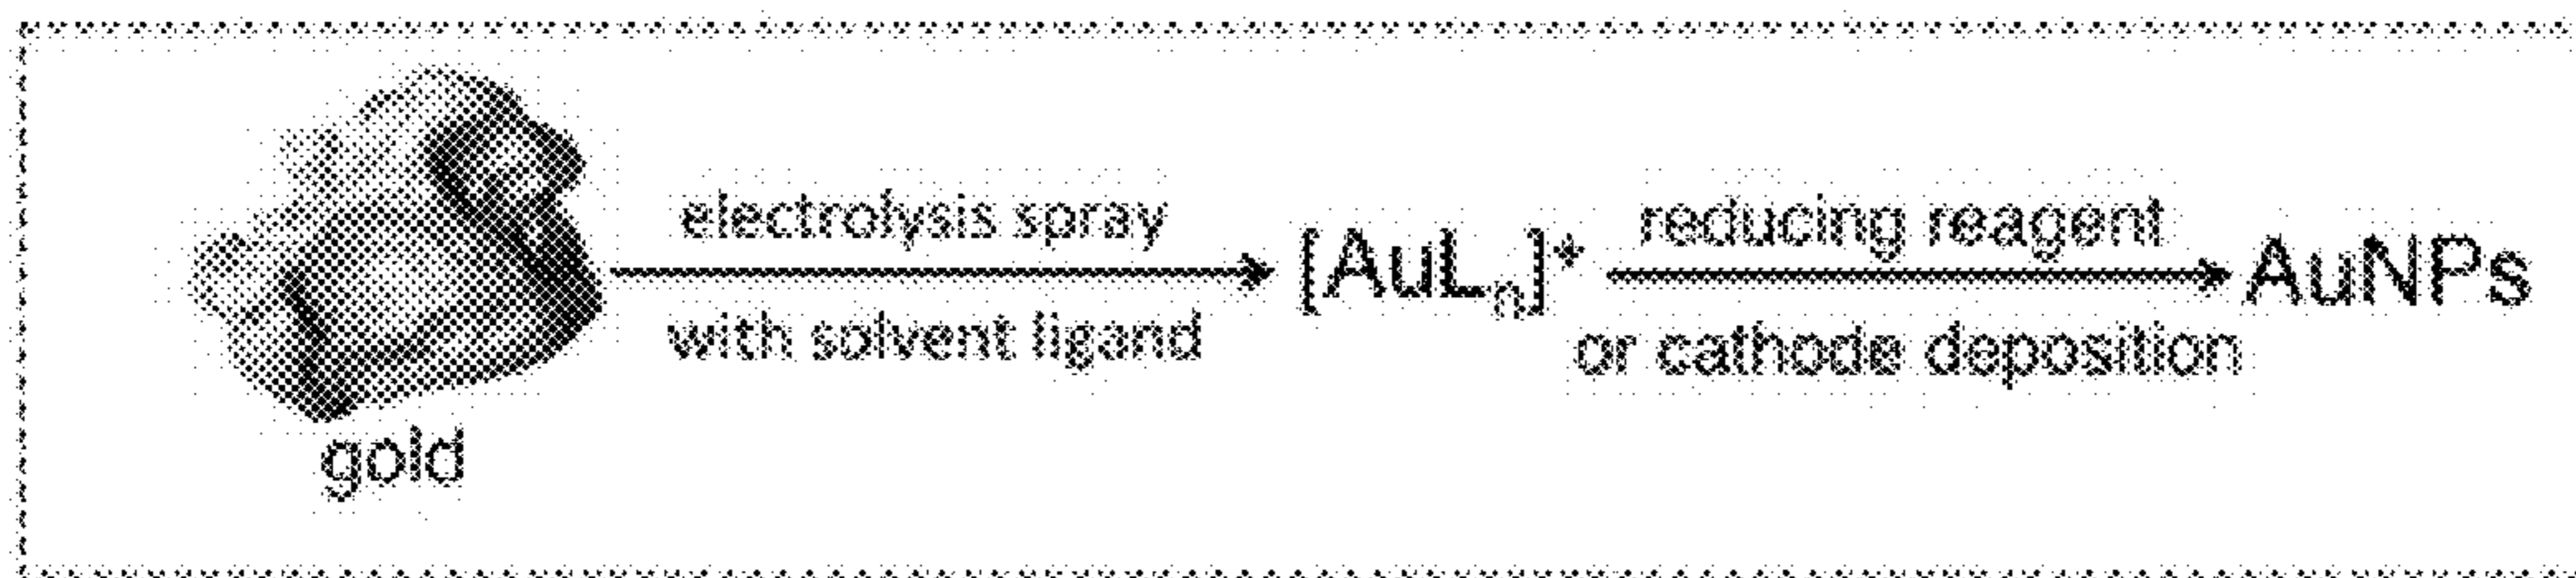 electrolysis spray
with solvent ligand
[AuLₙ]⁺
reducing reagent
or cathode deposition
AuNPs
gold